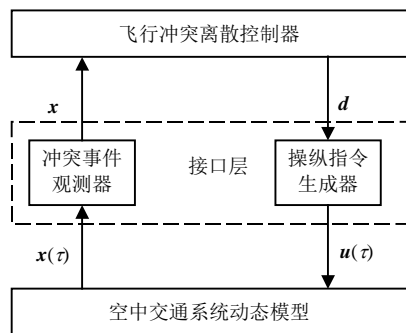 飞行冲突离散控制器
x
d
冲突事件
观测器
接口层
操纵指令
生成器
x(τ)
u(τ)
空中交通系统动态模型